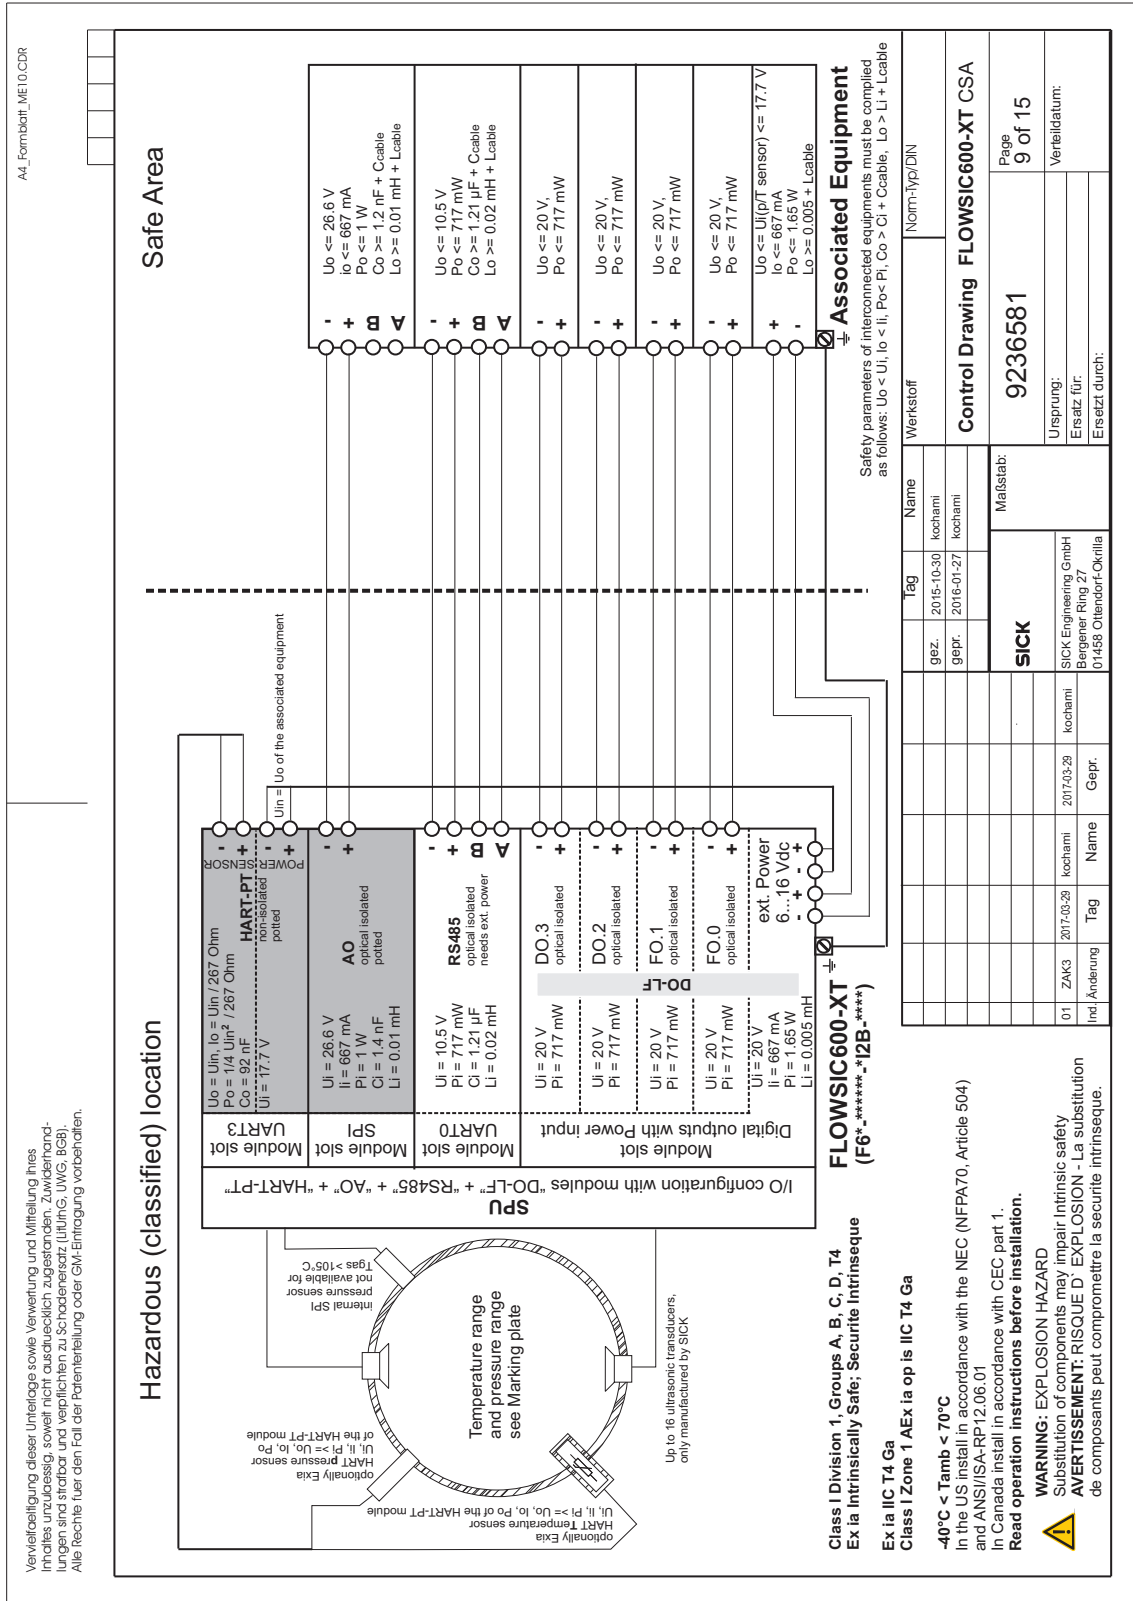 Vervielfaeltigung dieser Unterlage sowie Verwertung und Mitteilung ihres
Inhaltes unzulaessig, soweit nicht ausdruecklich zugestanden. Zuwiderhand-
lungen sind strafbar und verpflichten zu Schadenersatz (LitUrhG, UWG, BGB).
Alle Rechte fuer den Fall der Patenterteilung oder GM-Eintragung vorbehalten.
A4_Formblatt_ME10.CDR
Hazardous (classified) location
Safe Area
optionally Exia
HART Temperature sensor
Ui, Ii, Pi >= Uo, Io, Po of the HART-PT module
optionally Exia
HART pressure sensor
Ui, Ii, Pi >= Uo, Io, Po
of the HART-PT module
internal SPI
pressure sensor
not available for
Tgas >105°C
Temperature range
and pressure range
see Marking plate
Up to 16 ultrasonic transducers,
only manufactured by SICK
SPU
I/O configuration with modules "DO-LF" + "RS485" + "AO" + "HART-PT"
Module slot
UART3
Uo = Uin, Io = Uin / 267 Ohm
Po = 1/4 Uin² / 267 Ohm
Co = 92 nF
HART-PT
non-isolated
potted
Ui = 17.7 V
SENSOR
POWER
-
+
-
+
Uin = Uo of the associated equipment
Module slot
SPI
Ui = 26.6 V
Ii = 667 mA
Pi = 1 W
Ci = 1.4 nF
Li = 0.01 mH
AO
optical isolated
potted
-
+
Module slot
UART0
Ui = 10.5 V
Pi = 717 mW
Ci = 1.21 µF
Li = 0.02 mH
RS485
optical isolated
needs ext. power
-
+
B
A
Module slot
Digital outputs with Power input
DO-LF
Ui = 20 V
Pi = 717 mW
DO.3
optical isolated
-
+
Ui = 20 V
Pi = 717 mW
DO.2
optical isolated
-
+
Ui = 20 V
Pi = 717 mW
FO.1
optical isolated
-
+
Ui = 20 V
Pi = 717 mW
FO.0
optical isolated
-
+
Ui = 20 V
Ii = 667 mA
Pi = 1.65 W
Li = 0.005 mH
ext. Power
6...16 Vdc
- + - +
FLOWSIC600-XT
(F6*-******-*I2B-****)
-
+
B
A
Uo <= 26.6 V
io <= 667 mA
Po <= 1 W
Co >= 1.2 nF + Ccable
Lo >= 0.01 mH + Lcable
-
+
B
A
Uo <= 10.5 V
Po <= 717 mW
Co >= 1.21 µF + Ccable
Lo >= 0.02 mH + Lcable
-
+
Uo <= 20 V,
Po <= 717 mW
-
+
Uo <= 20 V,
Po <= 717 mW
-
+
Uo <= 20 V,
Po <= 717 mW
-
+
Uo <= 20 V,
Po <= 717 mW
+
-
Uo <= Ui(p/T sensor) <= 17.7 V
Io <= 667 mA
Po <= 1.65 W
Lo >= 0.005 + Lcable
Associated Equipment
Safety parameters of interconnected equipments must be complied
as follows: Uo < Ui, Io < Ii, Po< Pi, Co > Ci + Ccable, Lo > Li + Lcable
Class I Division 1, Groups A, B, C, D, T4
Ex ia Intrinsically Safe; Securite Intrinseque
Ex ia IIC T4 Ga
Class I Zone 1 AEx ia op is IIC T4 Ga
-40°C < Tamb < 70°C
In the US install in accordance with the NEC (NFPA70, Article 504)
and ANSI/ISA-RP12.06.01
In Canada install in accordance with CEC part 1.
Read operation instructions before installation.
WARNING: EXPLOSION HAZARD
Substitution of components may impair Intrinsic safety
AVERTISSEMENT: RISQUE D` EXPLOSION - La substitution
de composants peut compromettre la securite intrinseque.
Tag Name Werkstoff Norm-Typ/DIN
gez. 2015-10-30 kochami
gepr. 2016-01-27 kochami
Control Drawing FLOWSIC600-XT CSA
SICK
Maßstab:
9236581
Page
9 of 15
01 ZAK3 2017-03-29 kochami 2017-03-29 kochami
Ind. Änderung Tag Name Gepr.
SICK Engineering GmbH
Bergener Ring 27
01458 Ottendorf-Okrilla
Ursprung:
Ersatz für:
Ersetzt durch:
Verteildatum: